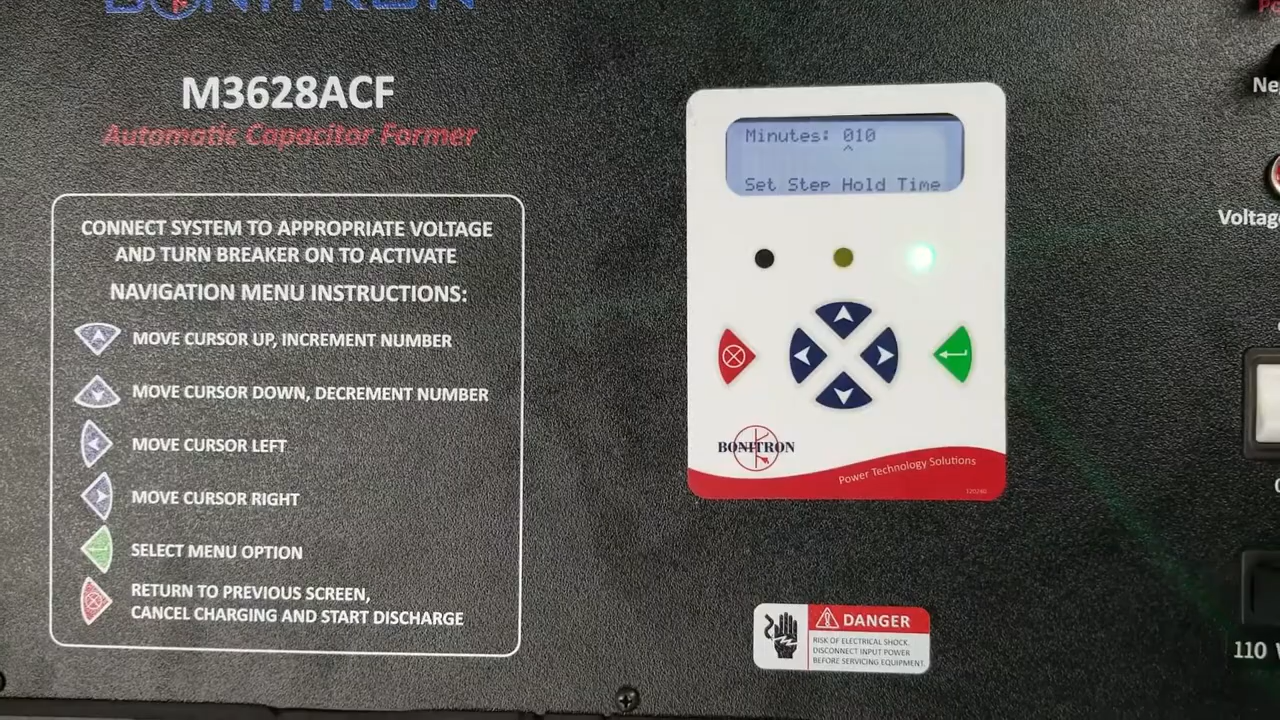 BONITRON
M3628ACF
Automatic Capacitor Former
CONNECT SYSTEM TO APPROPRIATE VOLTAGE
AND TURN BREAKER ON TO ACTIVATE
NAVIGATION MENU INSTRUCTIONS:
MOVE CURSOR UP, INCREMENT NUMBER
MOVE CURSOR DOWN, DECREMENT NUMBER
MOVE CURSOR LEFT
MOVE CURSOR RIGHT
SELECT MENU OPTION
RETURN TO PREVIOUS SCREEN,
CANCEL CHARGING AND START DISCHARGE
Minutes: 010
^
Set Step Hold Time
BONITRON
Power Technology Solutions
DANGER
RISK OF ELECTRICAL SHOCK.
DISCONNECT INPUT POWER
BEFORE SERVICING EQUIPMENT.
Voltage
110